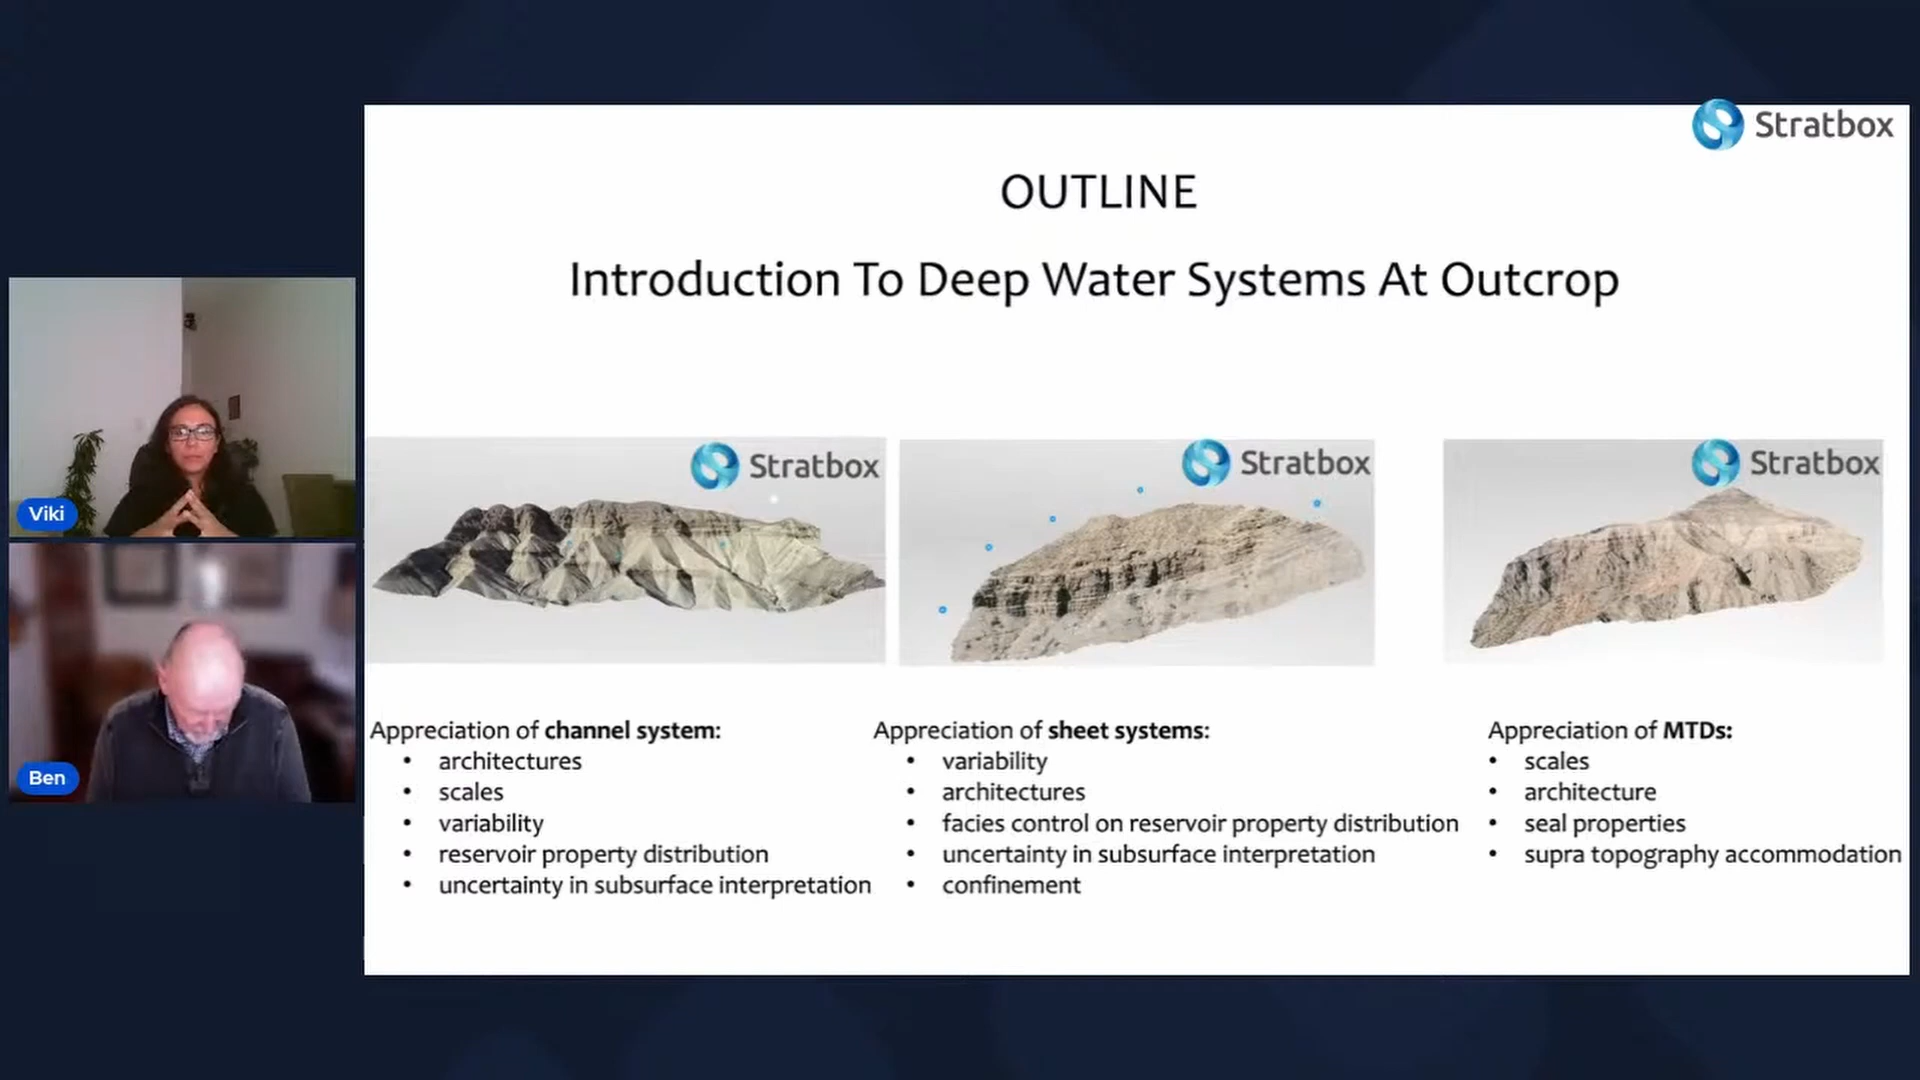 Stratbox
OUTLINE
Introduction To Deep Water Systems At Outcrop
Stratbox
Stratbox
Stratbox
Viki
Ben
Appreciation of channel system:
• architectures
• scales
• variability
• reservoir property distribution
• uncertainty in subsurface interpretation
Appreciation of sheet systems:
• variability
• architectures
• facies control on reservoir property distribution
• uncertainty in subsurface interpretation
• confinement
Appreciation of MTDs:
• scales
• architecture
• seal properties
• supra topography accommodation